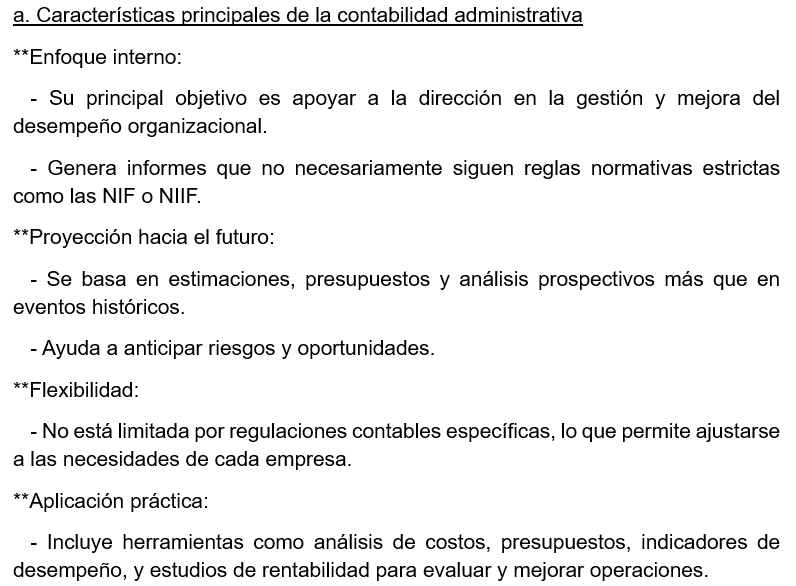 a. Características principales de la contabilidad administrativa
**Enfoque interno:
- Su principal objetivo es apoyar a la dirección en la gestión y mejora del
desempeño organizacional.
- Genera informes que no necesariamente siguen reglas normativas estrictas
como las NIF o NIIF.
**Proyección hacia el futuro:
- Se basa en estimaciones, presupuestos y análisis prospectivos más que en
eventos históricos.
- Ayuda a anticipar riesgos y oportunidades.
**Flexibilidad:
- No está limitada por regulaciones contables específicas, lo que permite ajustarse
a las necesidades de cada empresa.
**Aplicación práctica:
- Incluye herramientas como análisis de costos, presupuestos, indicadores de
desempeño, y estudios de rentabilidad para evaluar y mejorar operaciones.